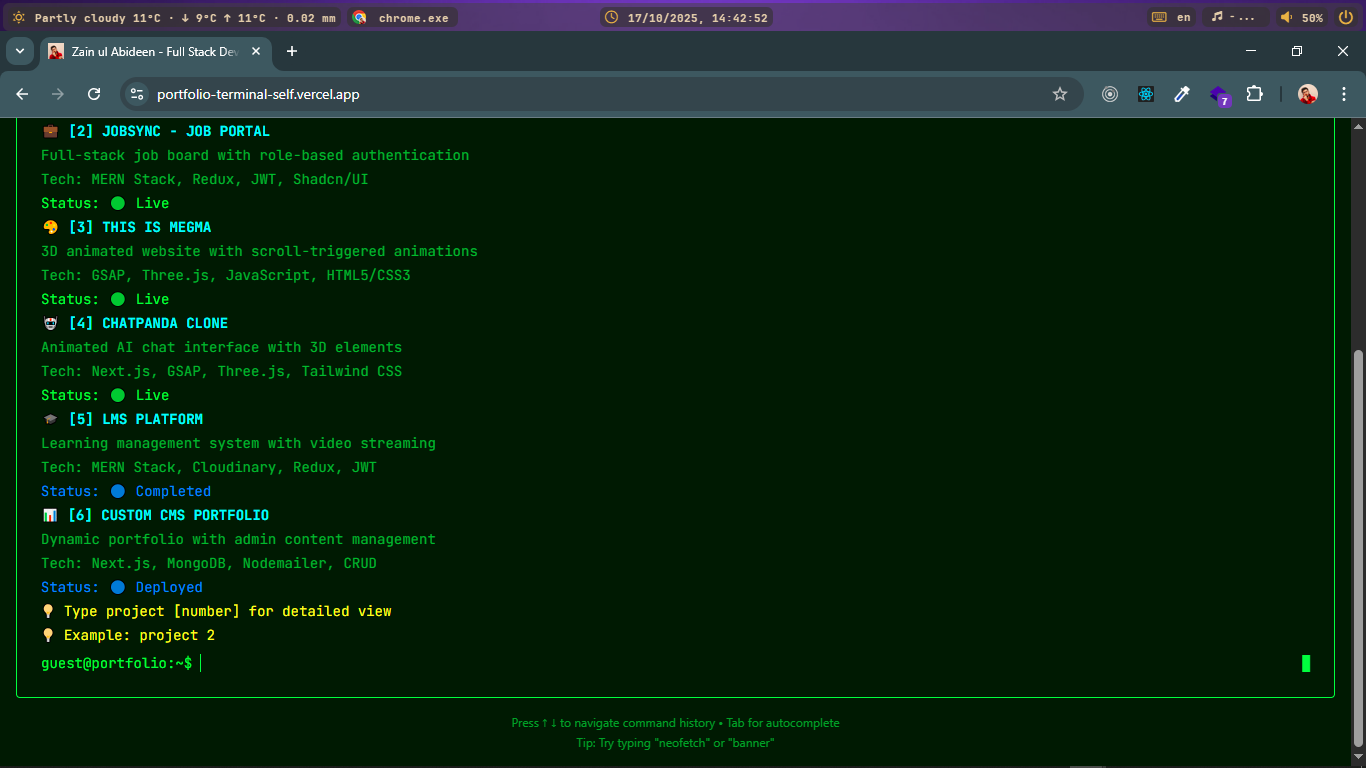 Partly cloudy 11°C · ↓ 9°C ↑ 11°C · 0.02 mm
chrome.exe
17/10/2025, 14:42:52
en
- ...
50%
Zain ul Abideen - Full Stack Dev
portfolio-terminal-self.vercel.app
7
[2] JOBSYNC - JOB PORTAL
Full-stack job board with role-based authentication
Tech: MERN Stack, Redux, JWT, Shadcn/UI
Status: Live
[3] THIS IS MEGMA
3D animated website with scroll-triggered animations
Tech: GSAP, Three.js, JavaScript, HTML5/CSS3
Status: Live
[4] CHATPANDA CLONE
Animated AI chat interface with 3D elements
Tech: Next.js, GSAP, Three.js, Tailwind CSS
Status: Live
[5] LMS PLATFORM
Learning management system with video streaming
Tech: MERN Stack, Cloudinary, Redux, JWT
Status: Completed
[6] CUSTOM CMS PORTFOLIO
Dynamic portfolio with admin content management
Tech: Next.js, MongoDB, Nodemailer, CRUD
Status: Deployed
Type project [number] for detailed view
Example: project 2
guest@portfolio:~$
Press ↑↓ to navigate command history • Tab for autocomplete
Tip: Try typing "neofetch" or "banner"